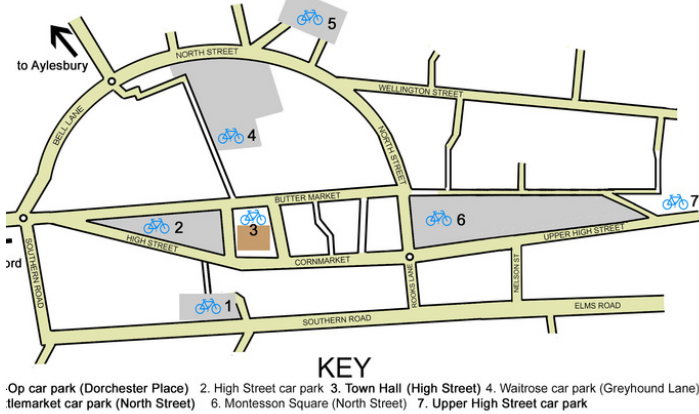 5
NORTH STREET
to Aylesbury
WELLINGTON STREET
BELL LANE
4
NORTH STREET
BUTTER MARKET
7
2
3
6
HIGH STREET
UPPER HIGH STREET
CORNMARKET
SOUTHERN ROAD
ROOKS LANE
NELSON ST
1
ELMS ROAD
SOUTHERN ROAD
KEY
-Op car park (Dorchester Place) 2. High Street car park 3. Town Hall (High Street) 4. Waitrose car park (Greyhound Lane)
car park (North Street) 6. Montesson Square (North Street) 7. Upper High Street car park